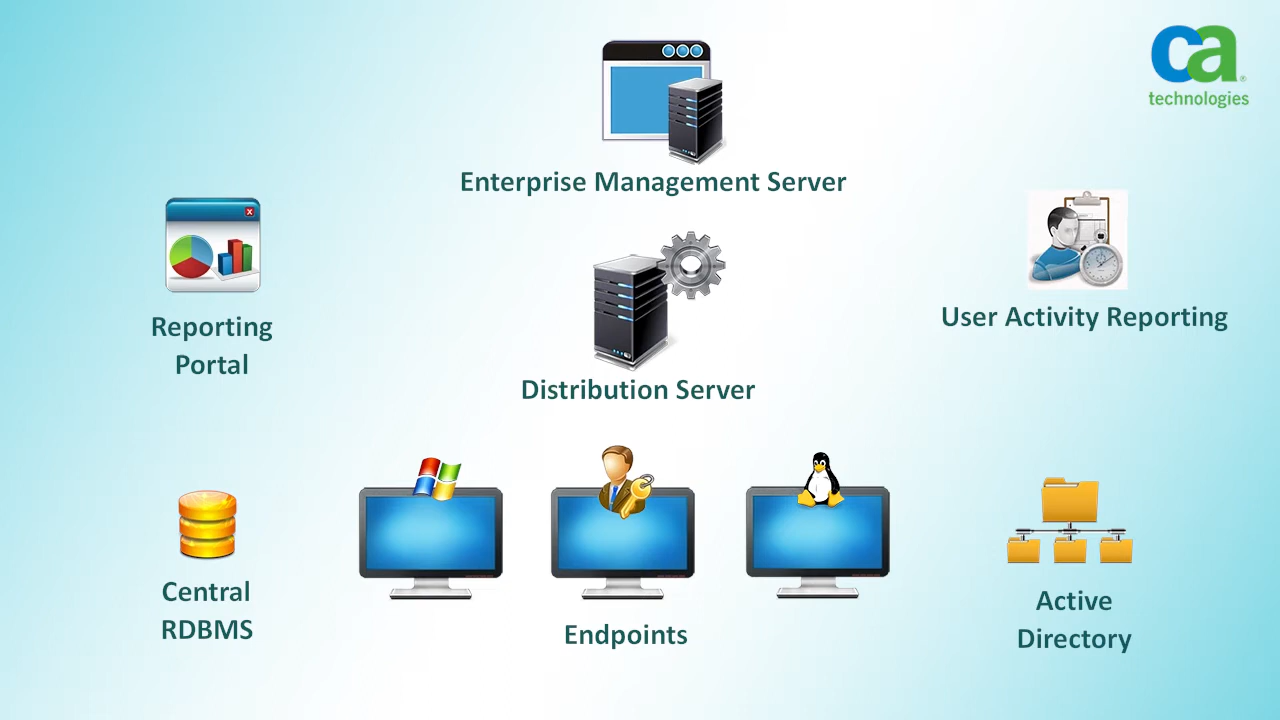 ca
technologies
Enterprise Management Server
Reporting
Portal
User Activity Reporting
Distribution Server
Central
RDBMS
Endpoints
Active
Directory